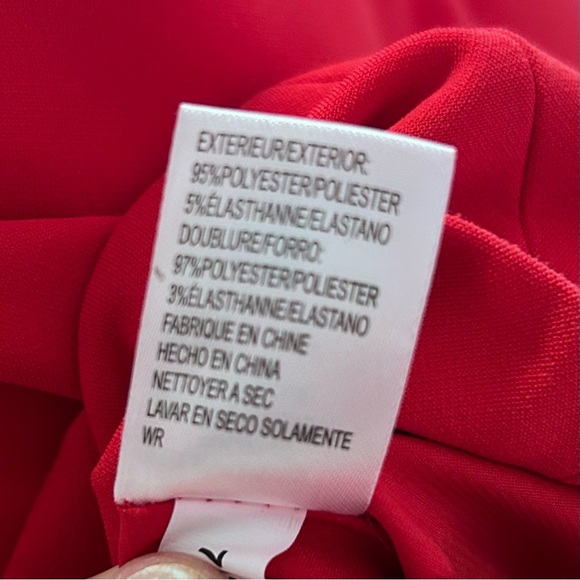 EXTERIEUR/EXTERIOR:
95%POLYESTER/POLIESTER
5%ÉLASTHANNE/ELASTANO
DOUBLURE/FORRO:
97%POLYESTER/POLIESTER
3%ÉLASTHANNE/ELASTANO
FABRIQUE EN CHINE
HECHO EN CHINA
NETTOYER A SEC
LAVAR EN SECO SOLAMENTE
WR